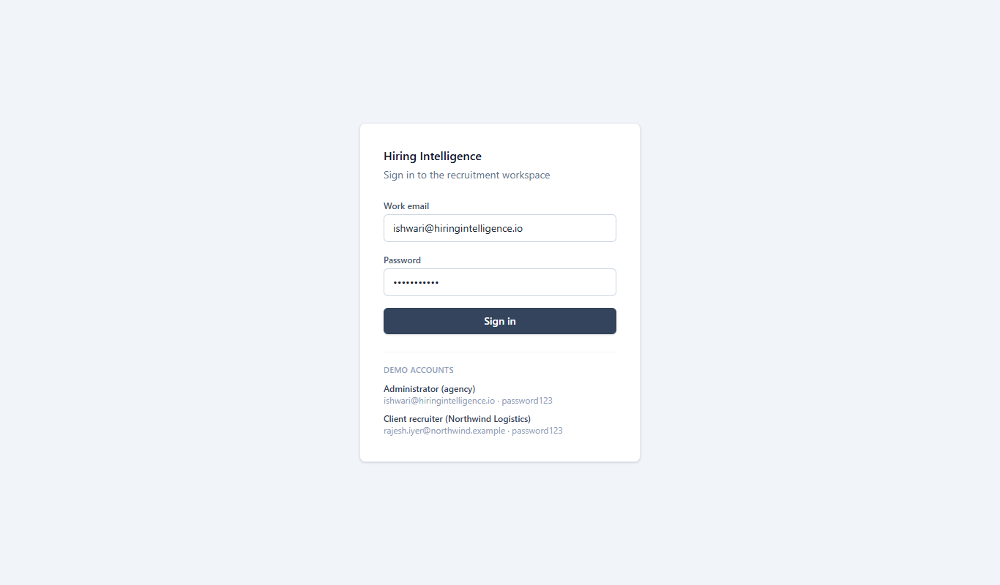 Hiring Intelligence
Sign in to the recruitment workspace
Work email
ishwari@hiringintelligence.io
Password
•••••••••••
Sign in
DEMO ACCOUNTS
Administrator (agency)
ishwari@hiringintelligence.io · password123
Client recruiter (Northwind Logistics)
rajesh.iyer@northwind.example · password123